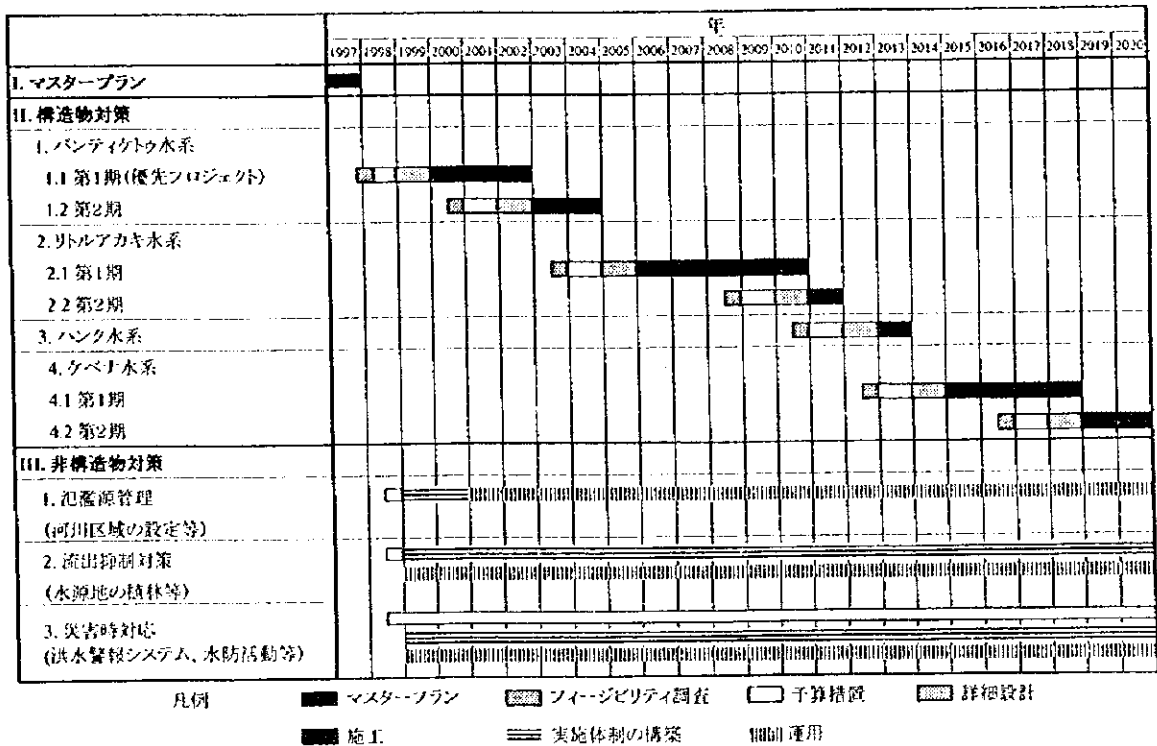 年
1997 1998 1999 2000 2001 2002 2003 2004 2005 2006 2007 2008 2009 2010 2011 2012 2013 2014 2015 2016 2017 2018 2019 2020
I. マスタープラン
II. 構造物対策
1. バンティケトゥ水系
1.1 第1期(優先プロジェクト)
1.2 第2期
2. リトルアカキ水系
2.1 第1期
2.2 第2期
3. ハンク水系
4. ケベナ水系
4.1 第1期
4.2 第2期
III. 非構造物対策
1. 氾濫源管理
(河川区域の設定等)
2. 流出抑制対策
(水源地の植林等)
3. 災害時対応
(洪水警報システム、水防活動等)
凡例 マスタープラン フィージビリティ調査 予算措置 詳細設計
施工 実施体制の構築 運用